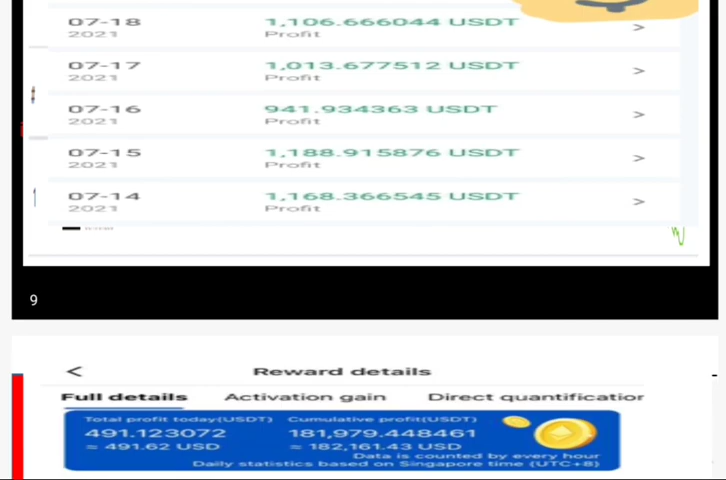 07-18 1,106.666044 USDT >
2021 Profit
07-17 1,013.677512 USDT >
2021 Profit
07-16 941.934363 USDT >
2021 Profit
07-15 1,188.915876 USDT >
2021 Profit
07-14 1,168.366545 USDT >
2021 Profit
9
< Reward details
Full details Activation gain Direct quantification
Total profit today(USDT) Cumulative profit(USDT)
491.123072 181,979.448461
≈ 491.62 USD ≈ 182,161.43 USD
Data is counted by every hour
Daily statistics based on Singapore time (UTC+8)